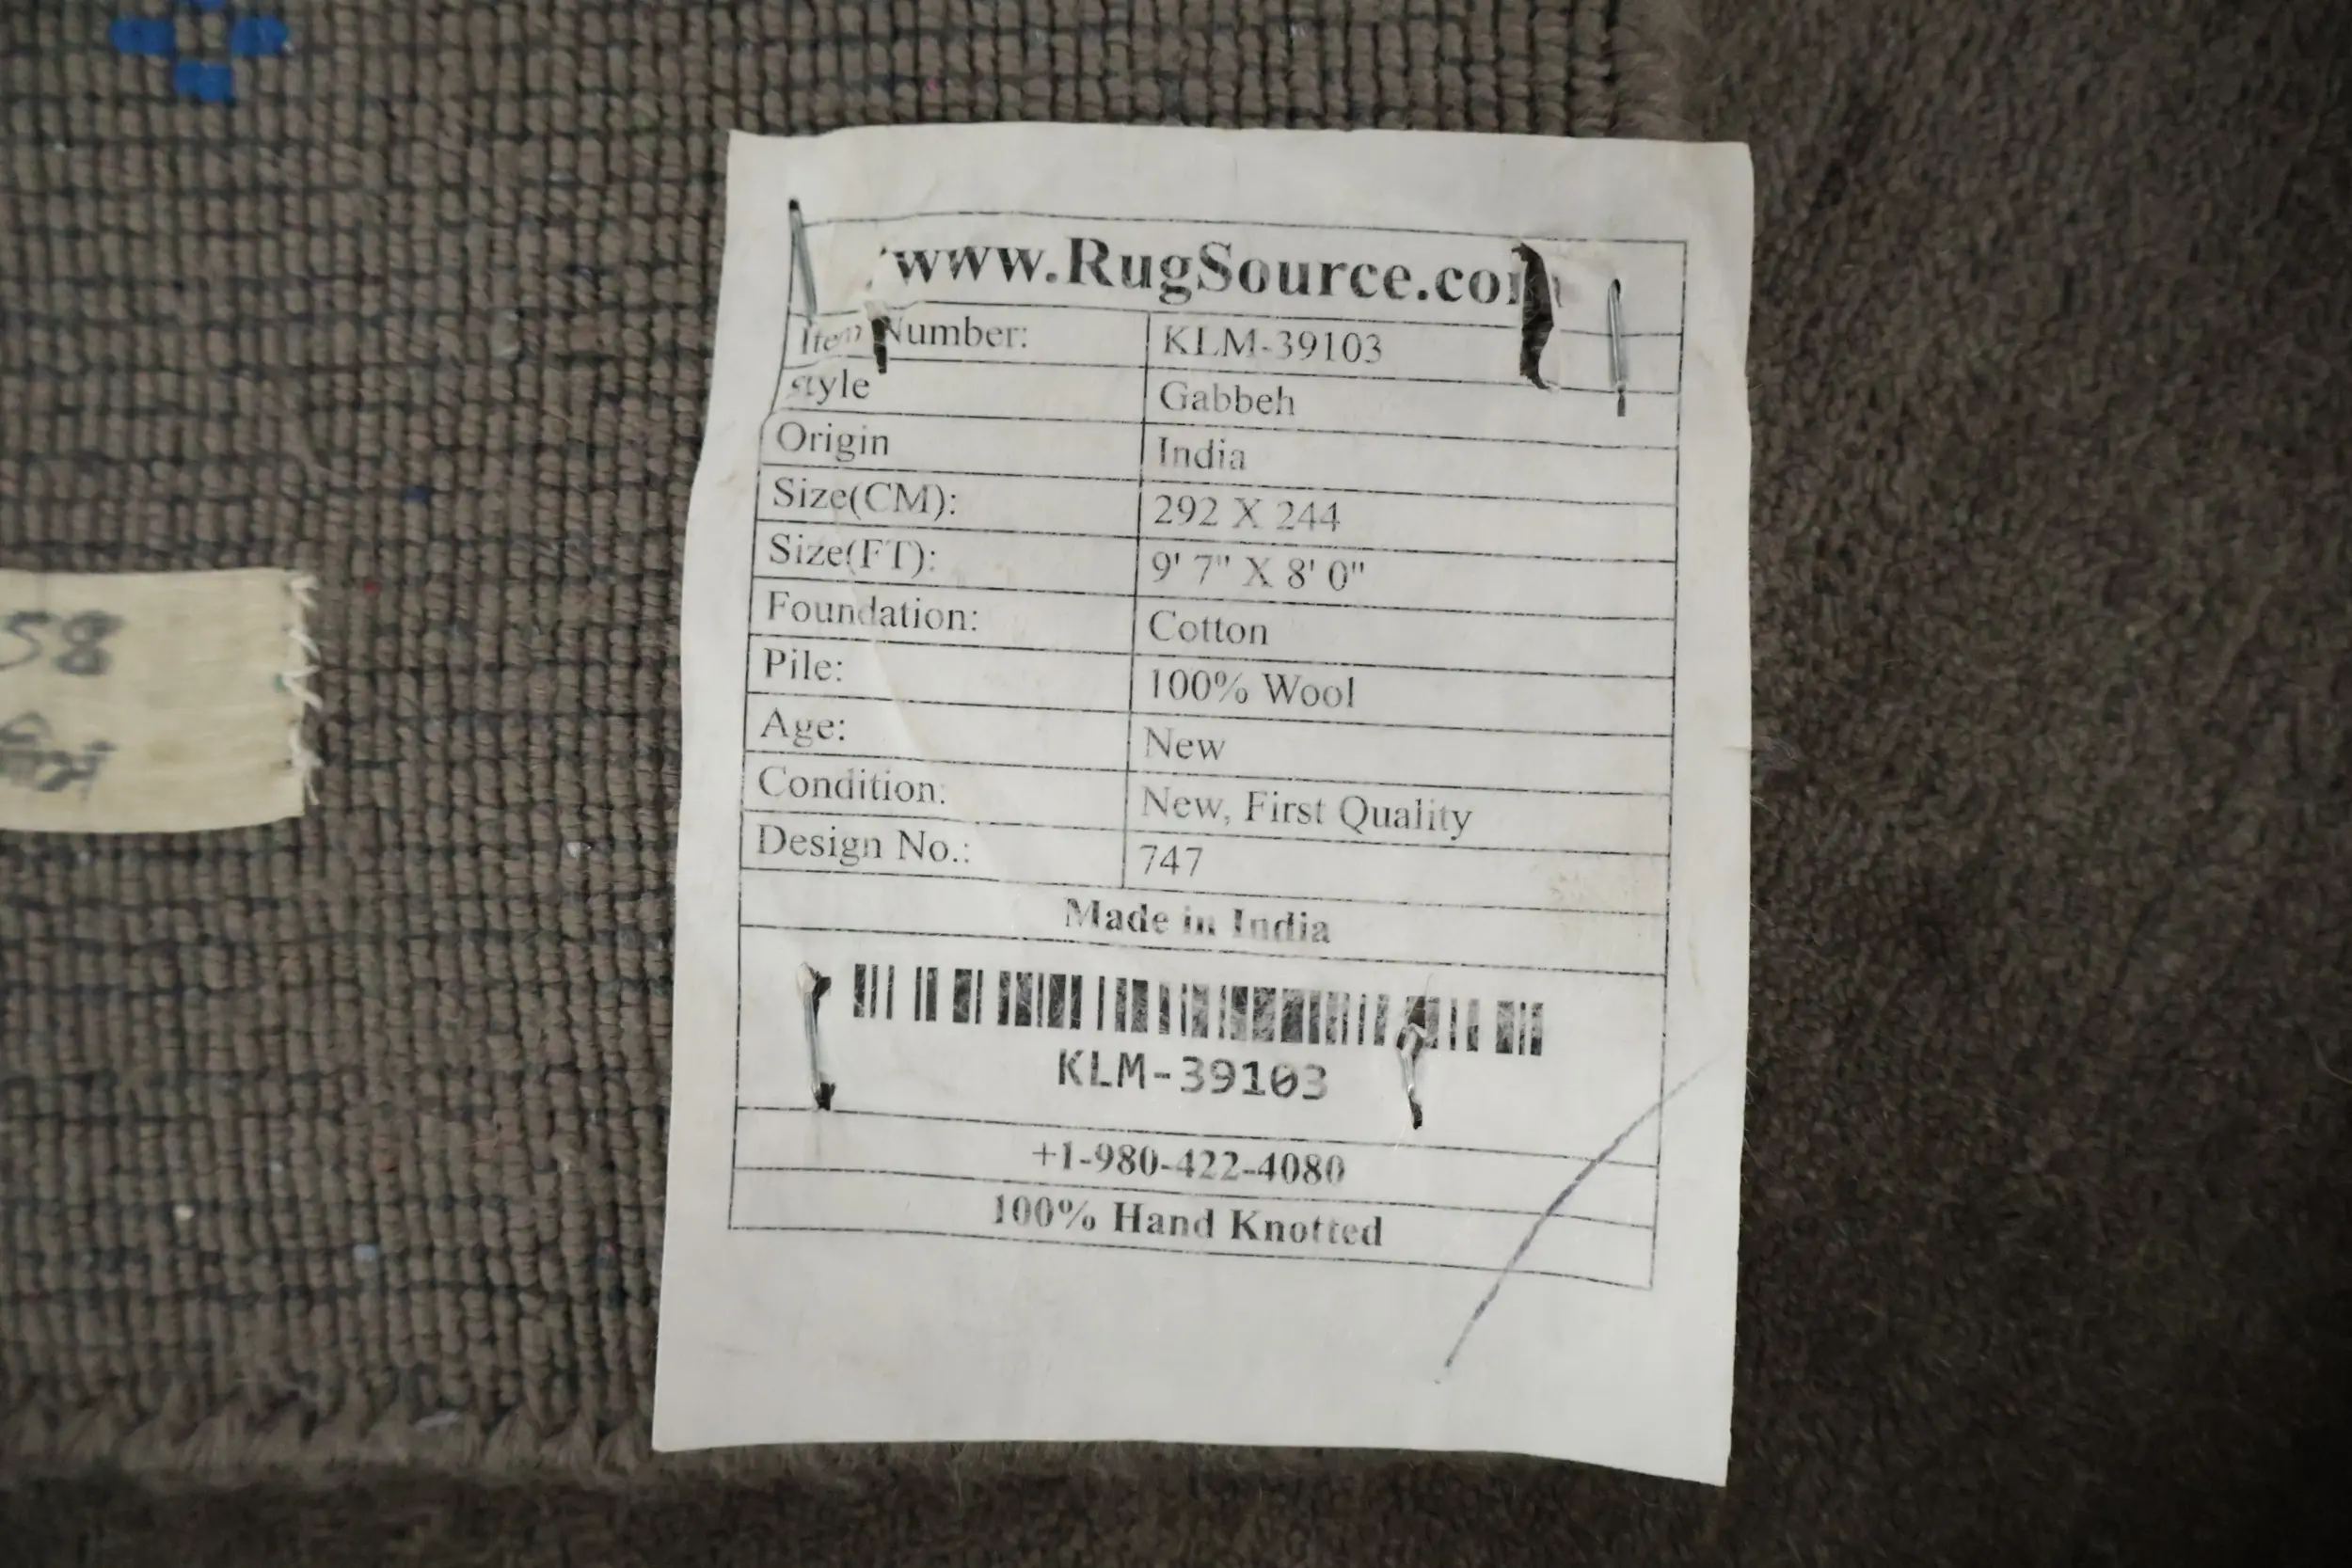 www.RugSource.com
Item Number: KLM-39103
Style Gabbeh
Origin India
Size(CM): 292 X 244
Size(FT): 9' 7" X 8' 0"
Foundation: Cotton
Pile: 100% Wool
Age: New
Condition: New, First Quality
Design No.: 747
Made in India
KLM-39103
+1-980-422-4080
100% Hand Knotted
58